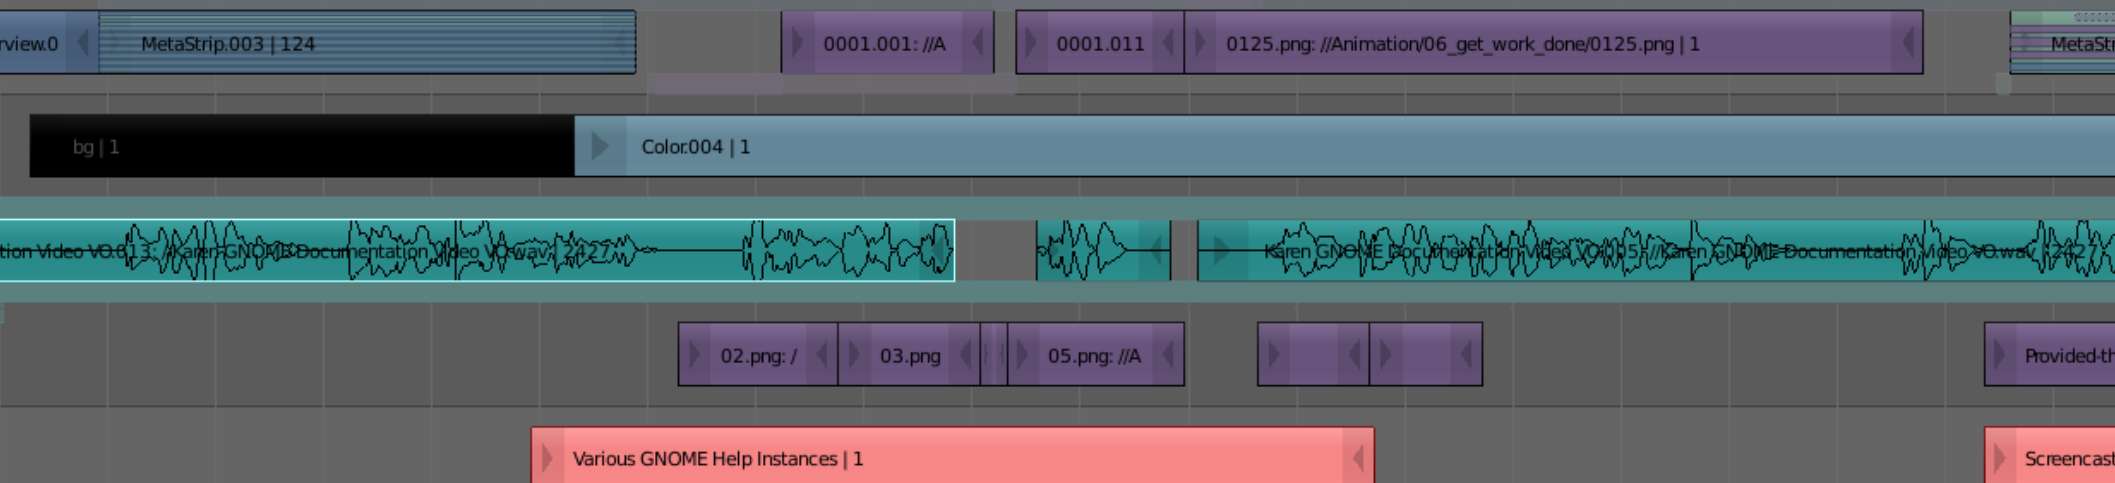 rview.0 MetaStrip.003 | 124 0001.001: //A 0001.011 0125.png: //Animation/06_get_work_done/0125.png | 1 MetaStr
bg | 1 Color.004 | 1
tion Video VO.013: //Karen GNOME Documentation Video VO.wav | 2427 Karen GNOME Documentation Video VO.005: //Karen GNOME Documentation Video VO.wav | 2427
02.png: / 03.png 05.png: //A Provided-th
Various GNOME Help Instances | 1 Screencast